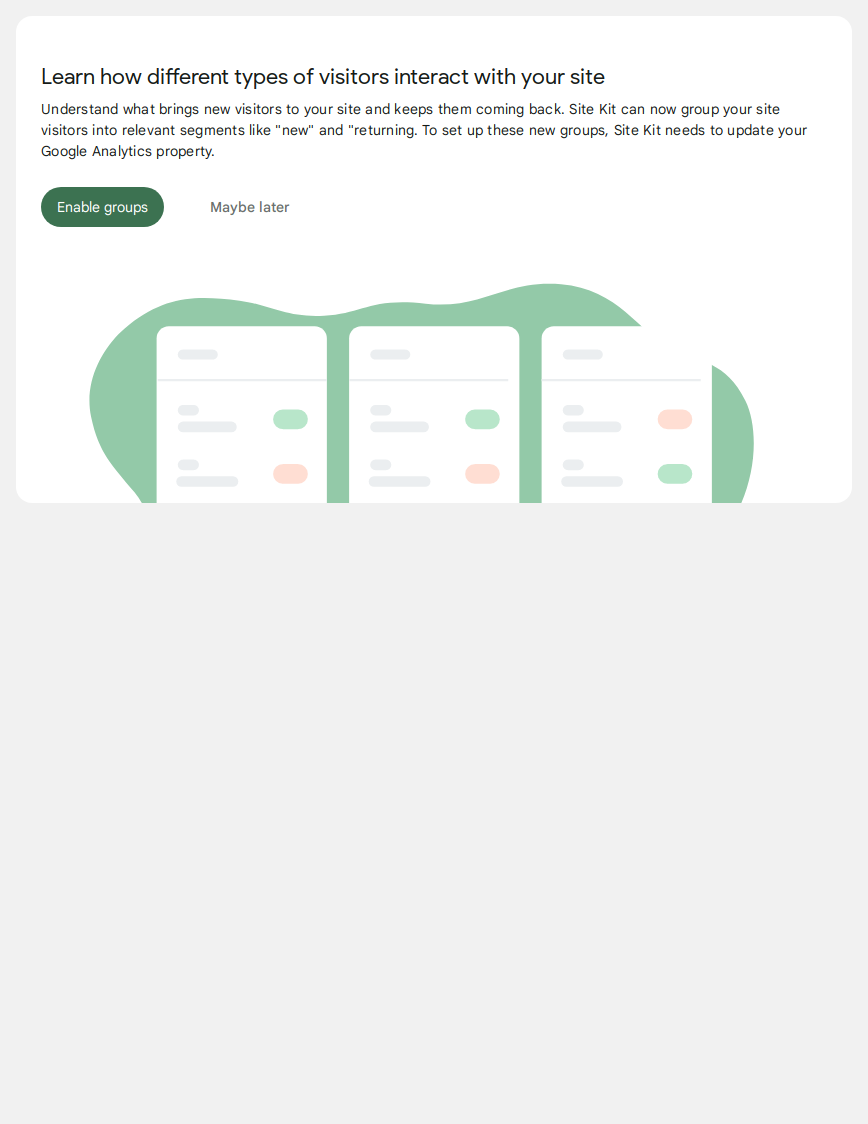 Learn how different types of visitors interact with your site
Understand what brings new visitors to your site and keeps them coming back. Site Kit can now group your site
visitors into relevant segments like "new" and "returning. To set up these new groups, Site Kit needs to update your
Google Analytics property.
Enable groups
Maybe later